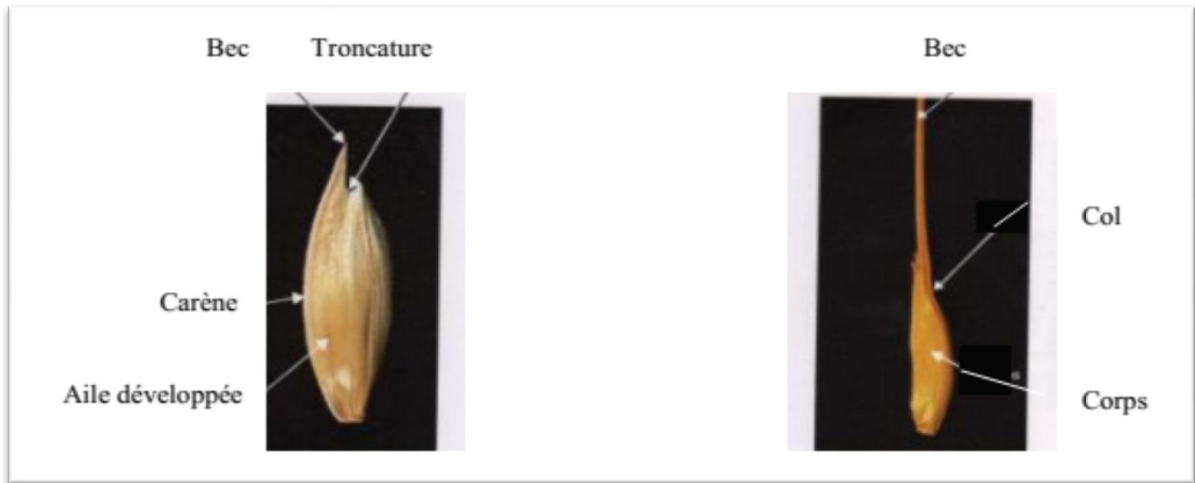 Bec Troncature
Carène
Aile développée
Bec
Col
Corps